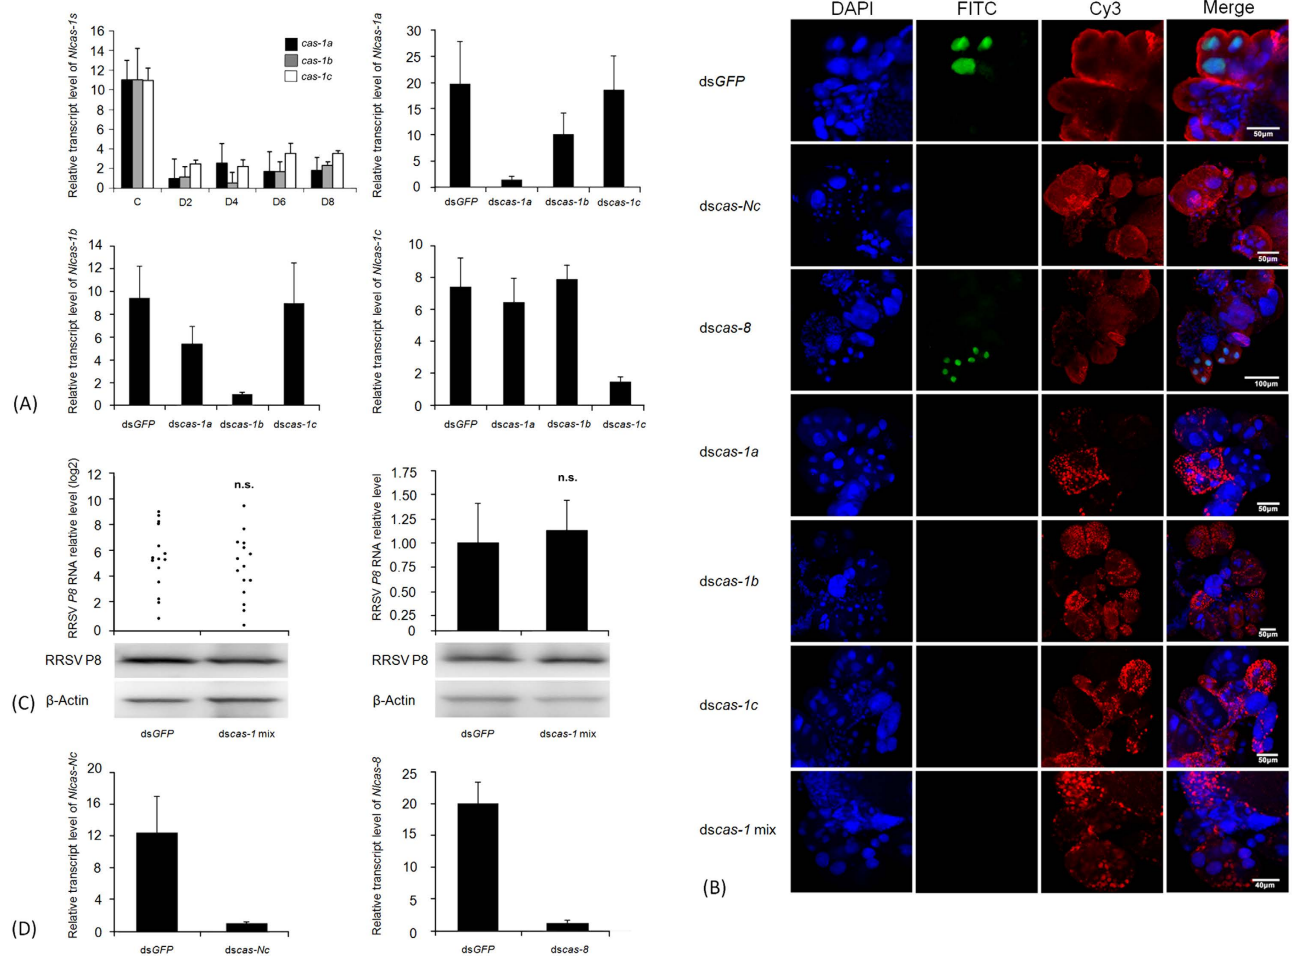 Relative transcript level of Nlcas-1s
16
14
12
10
8
6
4
2
0
cas-1a
cas-1b
cas-1c
C D2 D4 D6 D8
Relative transcript level of Nlcas-1a
30
25
20
15
10
5
0
dsGFP dscas-1a dscas-1b dscas-1c
Relative transcript level of Nlcas-1b
14
12
10
8
6
4
2
0
dsGFP dscas-1a dscas-1b dscas-1c
Relative transcript level of Nlcas-1c
10
8
6
4
2
0
dsGFP dscas-1a dscas-1b dscas-1c
(A)
RRSV P8 RNA relative level (log2)
12
10
8
6
4
2
0
n.s.
RRSV P8
β-Actin
dsGFP dscas-1 mix
RRSV P8 RNA relative level
1.75
1.50
1.25
1.00
0.75
0.50
0.25
0
n.s.
RRSV P8
β-Actin
dsGFP dscas-1 mix
(C)
Relative transcript level of Nlcas-Nc
20
16
12
8
4
0
dsGFP dscas-Nc
Relative transcript level of Nlcas-8
25
20
15
10
5
0
dsGFP dscas-8
(D)
DAPI FITC Cy3 Merge
dsGFP
50µm
dscas-Nc
50µm
dscas-8
100µm
dscas-1a
50µm
dscas-1b
50µm
dscas-1c
50µm
dscas-1 mix
40µm
(B)